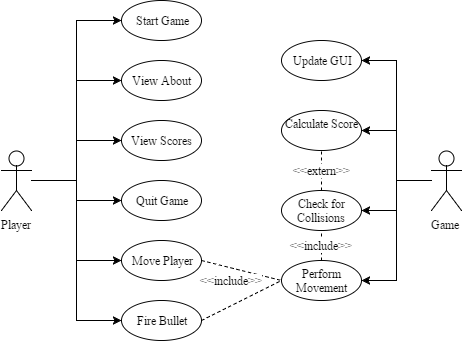 Start Game
Update GUI
View About
Calculate Score
View Scores
<<extern>>
Player
Quit Game
Check for
Collisions
Game
<<include>>
Move Player
<<include>>
Perform
Movement
Fire Bullet